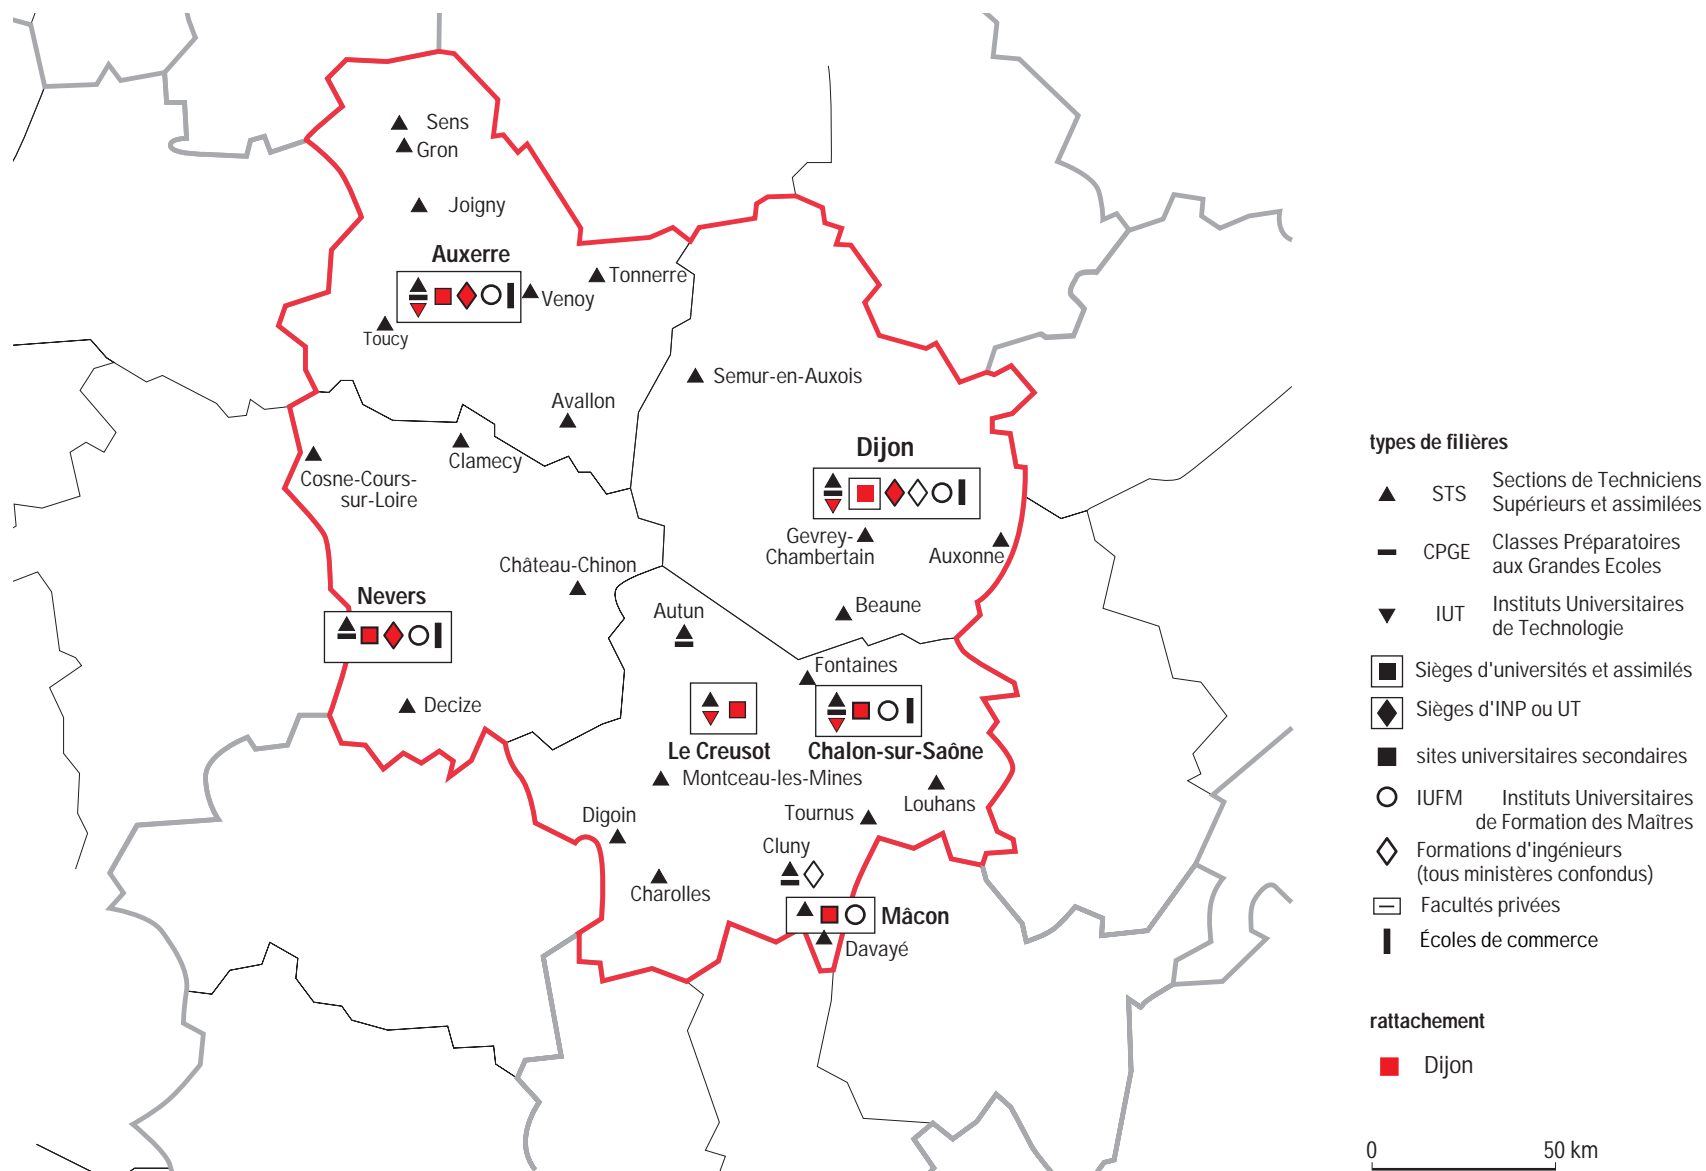 Sens
Gron
Joigny
Auxerre
Tonnerre
Venoy
Toucy
Semur-en-Auxois
Avallon
Clamecy
Cosne-Cours-
sur-Loire
Dijon
Gevrey-
Chambertain
Auxonne
Château-Chinon
Nevers
Autun
Beaune
Fontaines
Decize
Le Creusot
Chalon-sur-Saône
Montceau-les-Mines
Louhans
Tournus
Digoin
Cluny
Charolles
Mâcon
Davayé
types de filières
STS Sections de Techniciens
Supérieurs et assimilées
CPGE Classes Préparatoires
aux Grandes Ecoles
IUT Instituts Universitaires
de Technologie
Sièges d'universités et assimilés
Sièges d'INP ou UT
sites universitaires secondaires
IUFM Instituts Universitaires
de Formation des Maîtres
Formations d'ingénieurs
(tous ministères confondus)
Facultés privées
Écoles de commerce
rattachement
Dijon
0 50 km